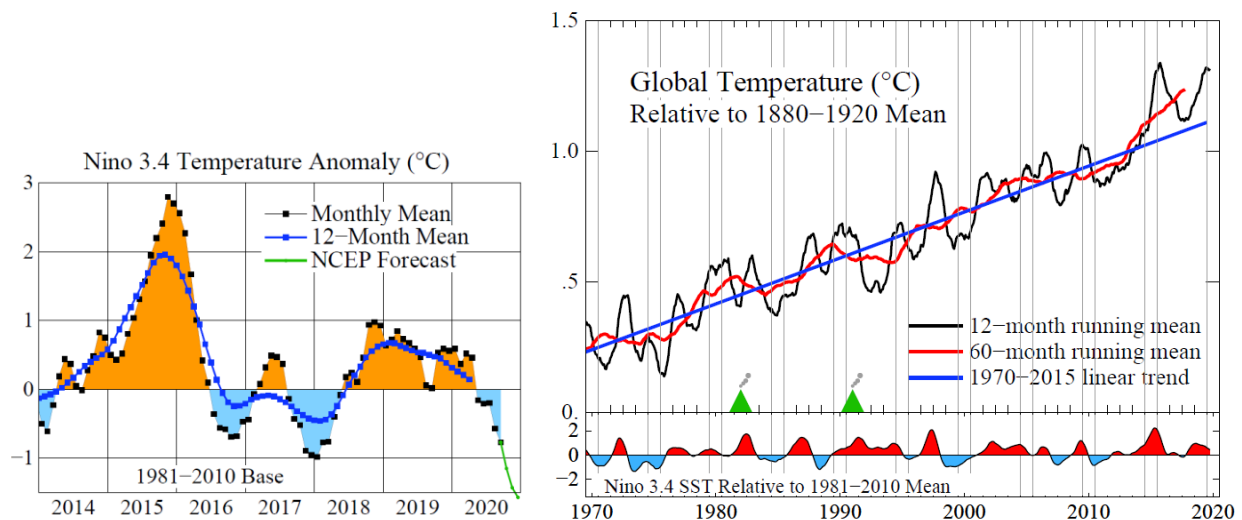 Nino 3.4 Temperature Anomaly (°C)
3
2
1
0
−1
Monthly Mean
12−Month Mean
NCEP Forecast
1981−2010 Base
2014 2015 2016 2017 2018 2019 2020
1.5
1.0
.5
0.
Global Temperature (°C)
Relative to 1880−1920 Mean
12−month running mean
60−month running mean
1970−2015 linear trend
2
0
−2
Nino 3.4 SST Relative to 1981−2010 Mean
1970 1980 1990 2000 2010 2020